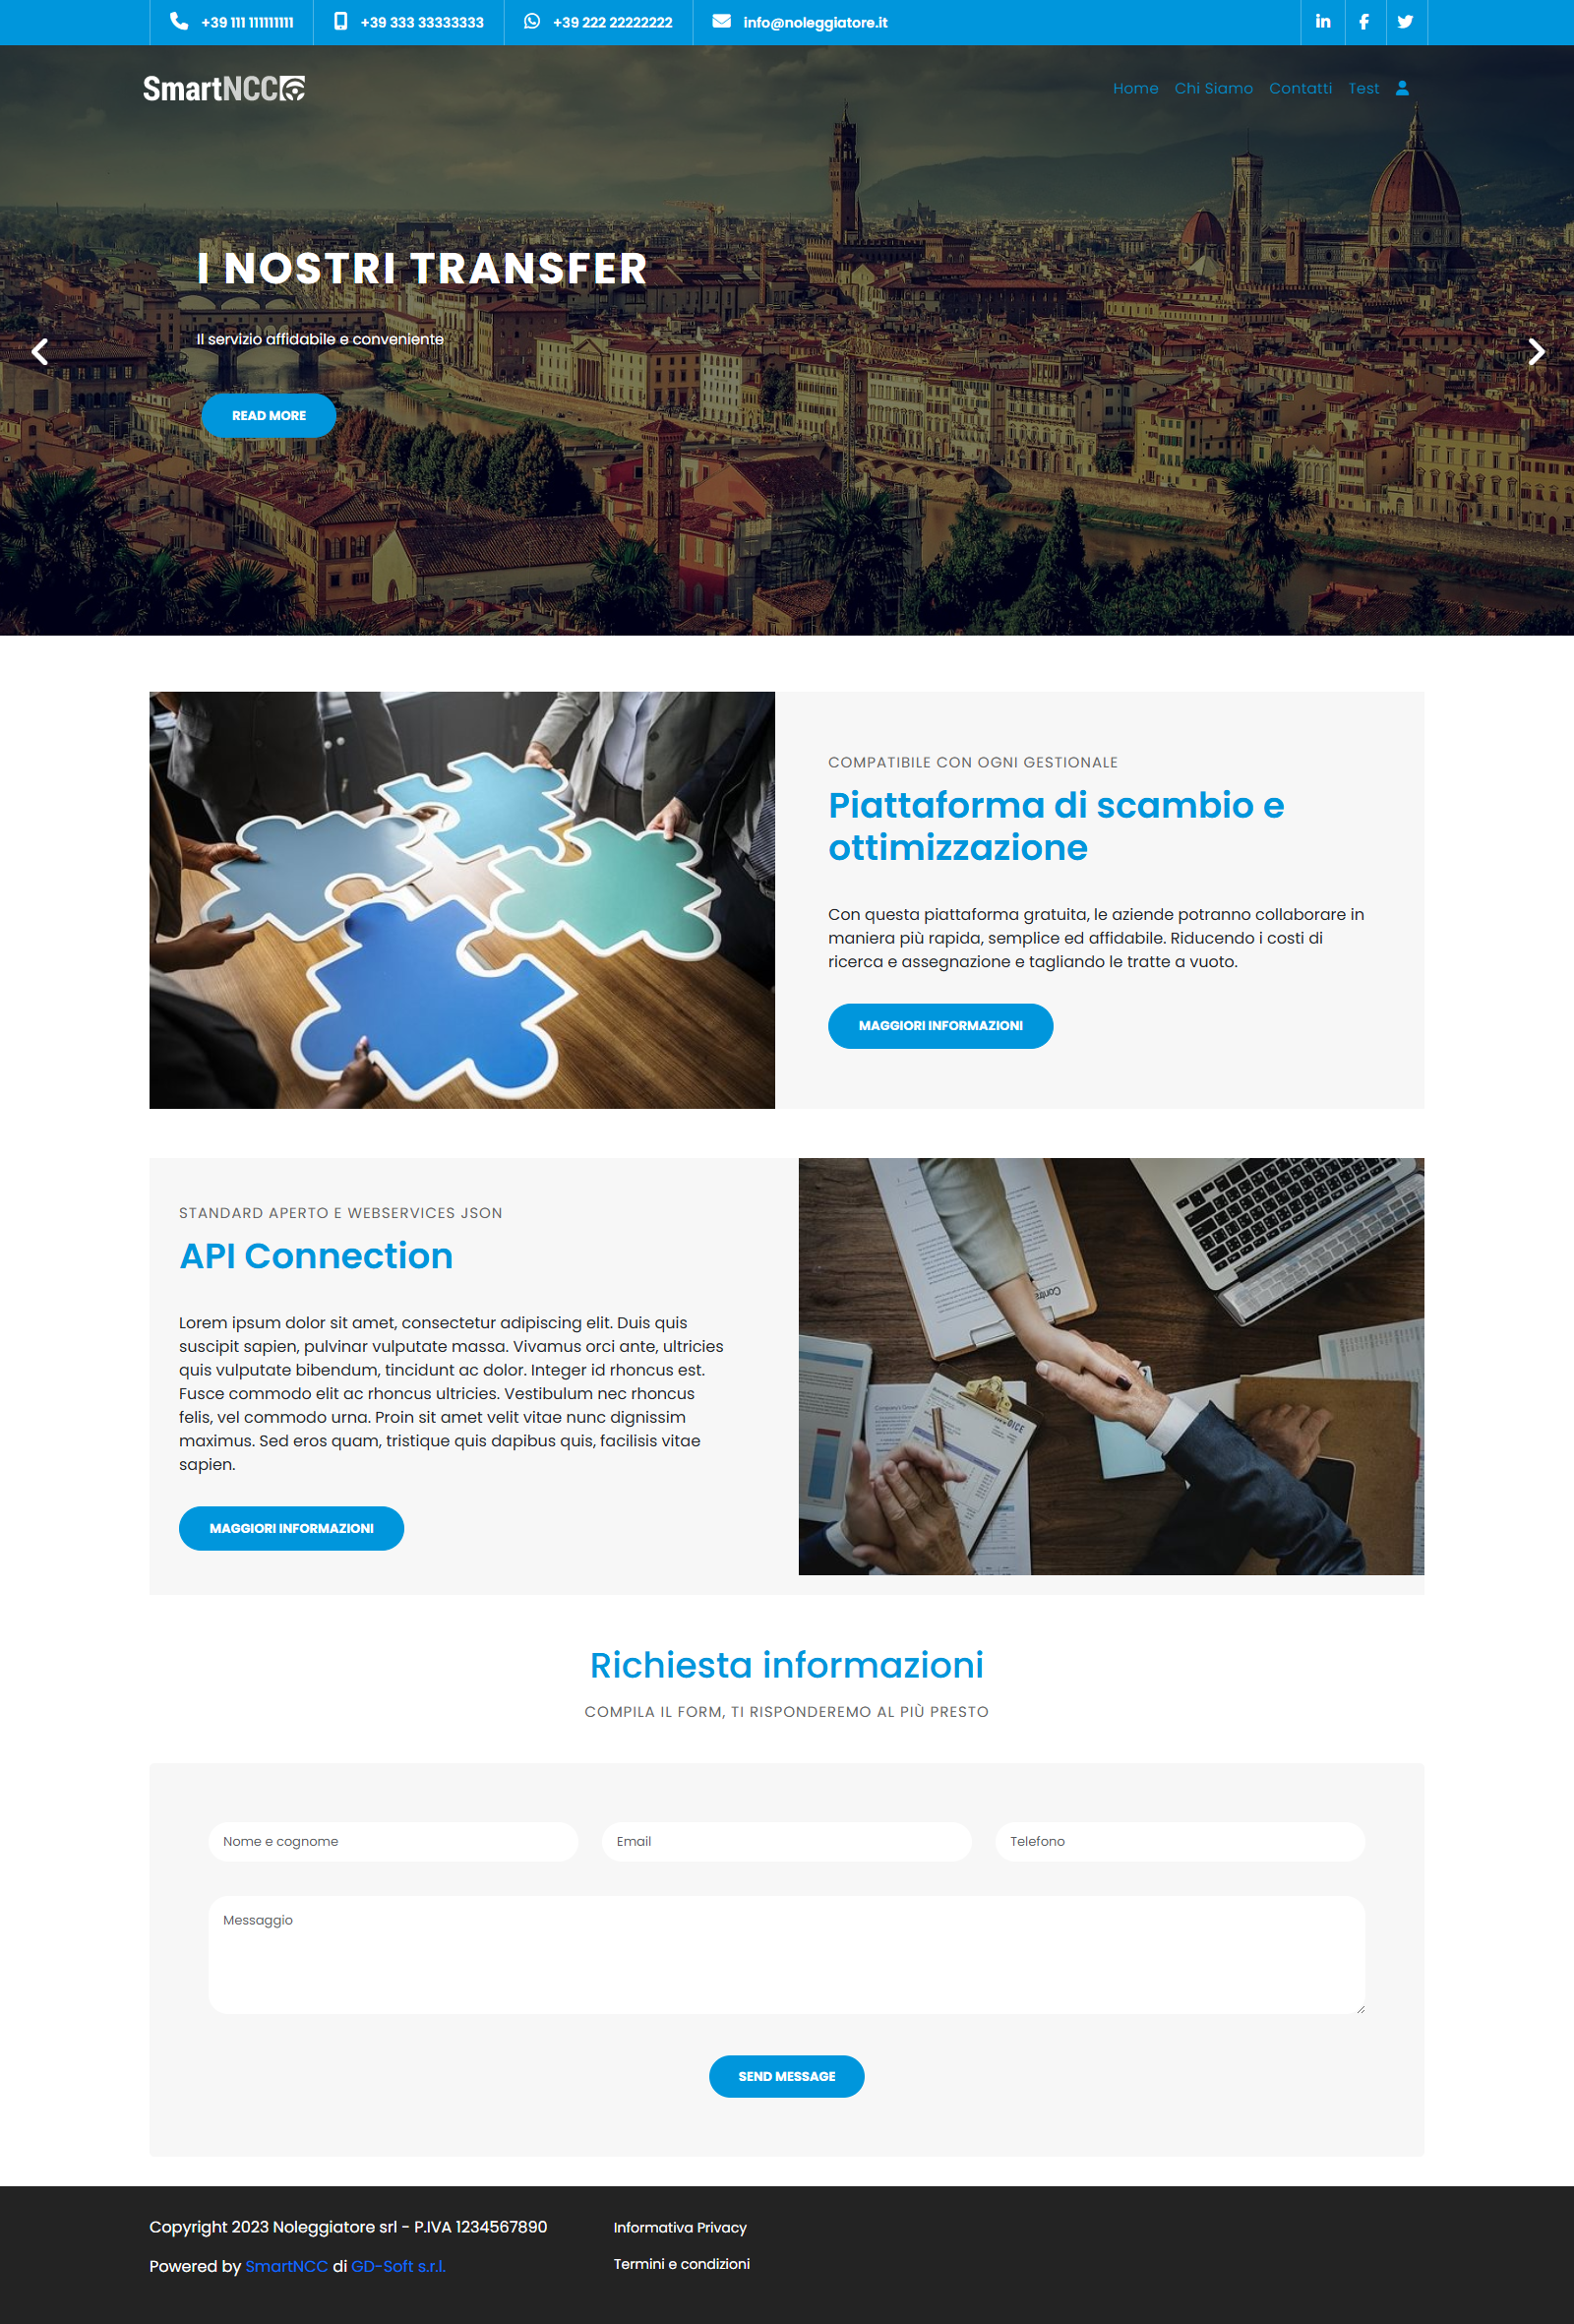 +39 111 111111111
+39 333 33333333
+39 222 22222222
info@noleggiatore.it
SmartNCC
Home
Chi Siamo
Contatti
Test
I NOSTRI TRANSFER
Il servizio affidabile e conveniente
READ MORE
COMPATIBILE CON OGNI GESTIONALE
Piattaforma di scambio e
ottimizzazione
Con questa piattaforma gratuita, le aziende potranno collaborare in
maniera più rapida, semplice ed affidabile. Riducendo i costi di
ricerca e assegnazione e tagliando le tratte a vuoto.
MAGGIORI INFORMAZIONI
STANDARD APERTO E WEBSERVICES JSON
API Connection
Lorem ipsum dolor sit amet, consectetur adipiscing elit. Duis quis
suscipit sapien, pulvinar vulputate massa. Vivamus orci ante, ultricies
quis vulputate bibendum, tincidunt ac dolor. Integer id rhoncus est.
Fusce commodo elit ac rhoncus ultricies. Vestibulum nec rhoncus
felis, vel commodo urna. Proin sit amet velit vitae nunc dignissim
maximus. Sed eros quam, tristique quis dapibus quis, facilisis vitae
sapien.
MAGGIORI INFORMAZIONI
Richiesta informazioni
COMPILA IL FORM, TI RISPONDEREMO AL PIÙ PRESTO
Nome e cognome
Email
Telefono
Messaggio
SEND MESSAGE
Copyright 2023 Noleggiatore srl - P.IVA 1234567890
Powered by SmartNCC di GD-Soft s.r.l.
Informativa Privacy
Termini e condizioni